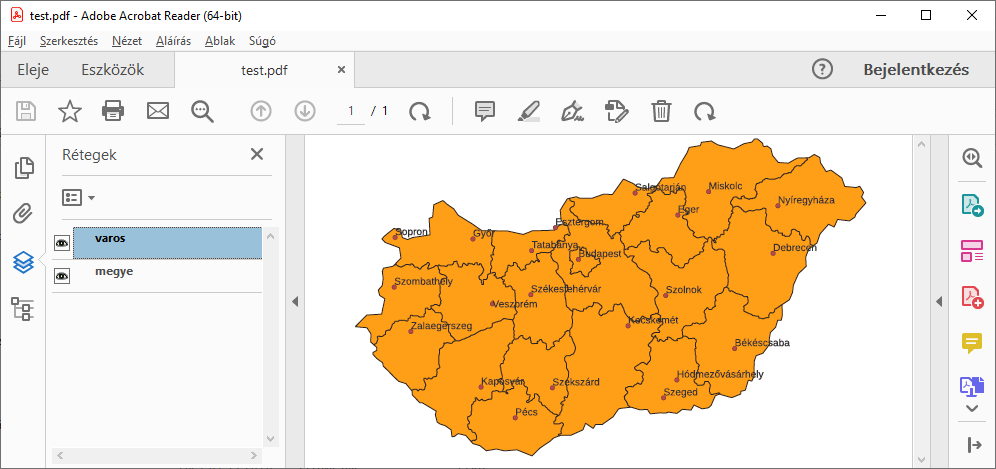 test.pdf - Adobe Acrobat Reader (64-bit)
Fájl Szerkesztés Nézet Aláírás Ablak Súgó
Eleje Eszközök test.pdf × ? Bejelentkezés
1 / 1
Rétegek
varos
megye
Salgótarján
Miskolc
Nyíregyháza
Eger
Esztergom
Sopron
Győr
Tatabánya
Budapest
Debrecen
Szombathely
Székesfehérvár
Szolnok
Veszprém
Zalaegerszeg
Kecskemét
Békéscsaba
Kaposvár
Szekszárd
Hódmezővásárhely
Szeged
Pécs